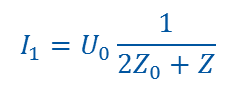 I₁ = U₀ 1 / (2Z₀ + Z)